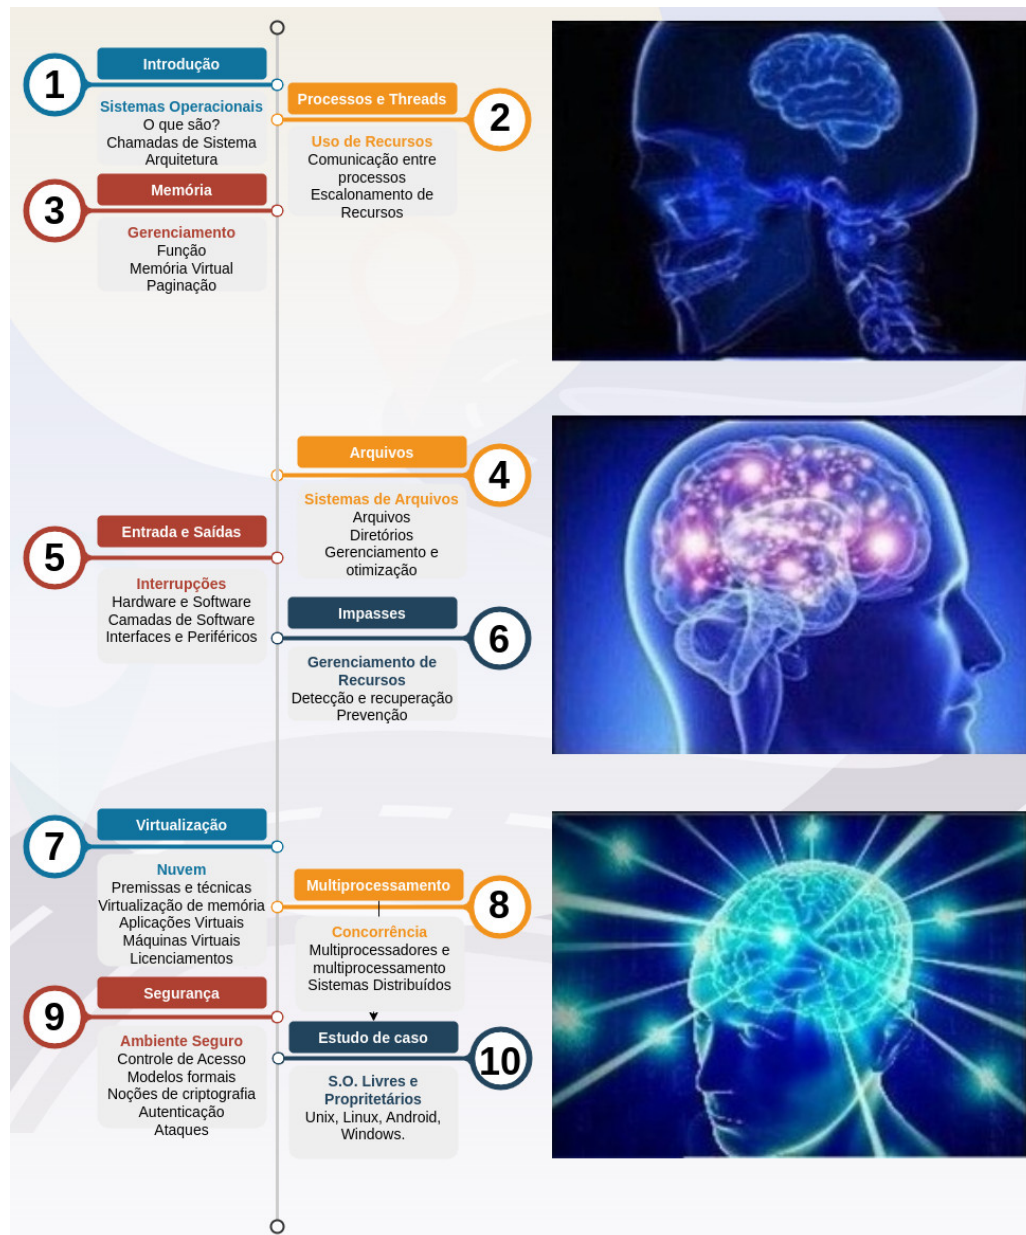 1
Introdução
Sistemas Operacionais
O que são?
Chamadas de Sistema
Arquitetura
2
Processos e Threads
Uso de Recursos
Comunicação entre
processos
Escalonamento de
Recursos
3
Memória
Gerenciamento
Função
Memória Virtual
Paginação
4
Arquivos
Sistemas de Arquivos
Arquivos
Diretórios
Gerenciamento e
otimização
5
Entrada e Saídas
Interrupções
Hardware e Software
Camadas de Software
Interfaces e Periféricos
6
Impasses
Gerenciamento de
Recursos
Detecção e recuperação
Prevenção
7
Virtualização
Nuvem
Premissas e técnicas
Virtualização de memória
Aplicações Virtuais
Máquinas Virtuais
Licenciamentos
8
Multiprocessamento
Concorrência
Multiprocessadores e
multiprocessamento
Sistemas Distribuídos
9
Segurança
Ambiente Seguro
Controle de Acesso
Modelos formais
Noções de criptografia
Autenticação
Ataques
10
Estudo de caso
S.O. Livres e
Propritetários
Unix, Linux, Android,
Windows.